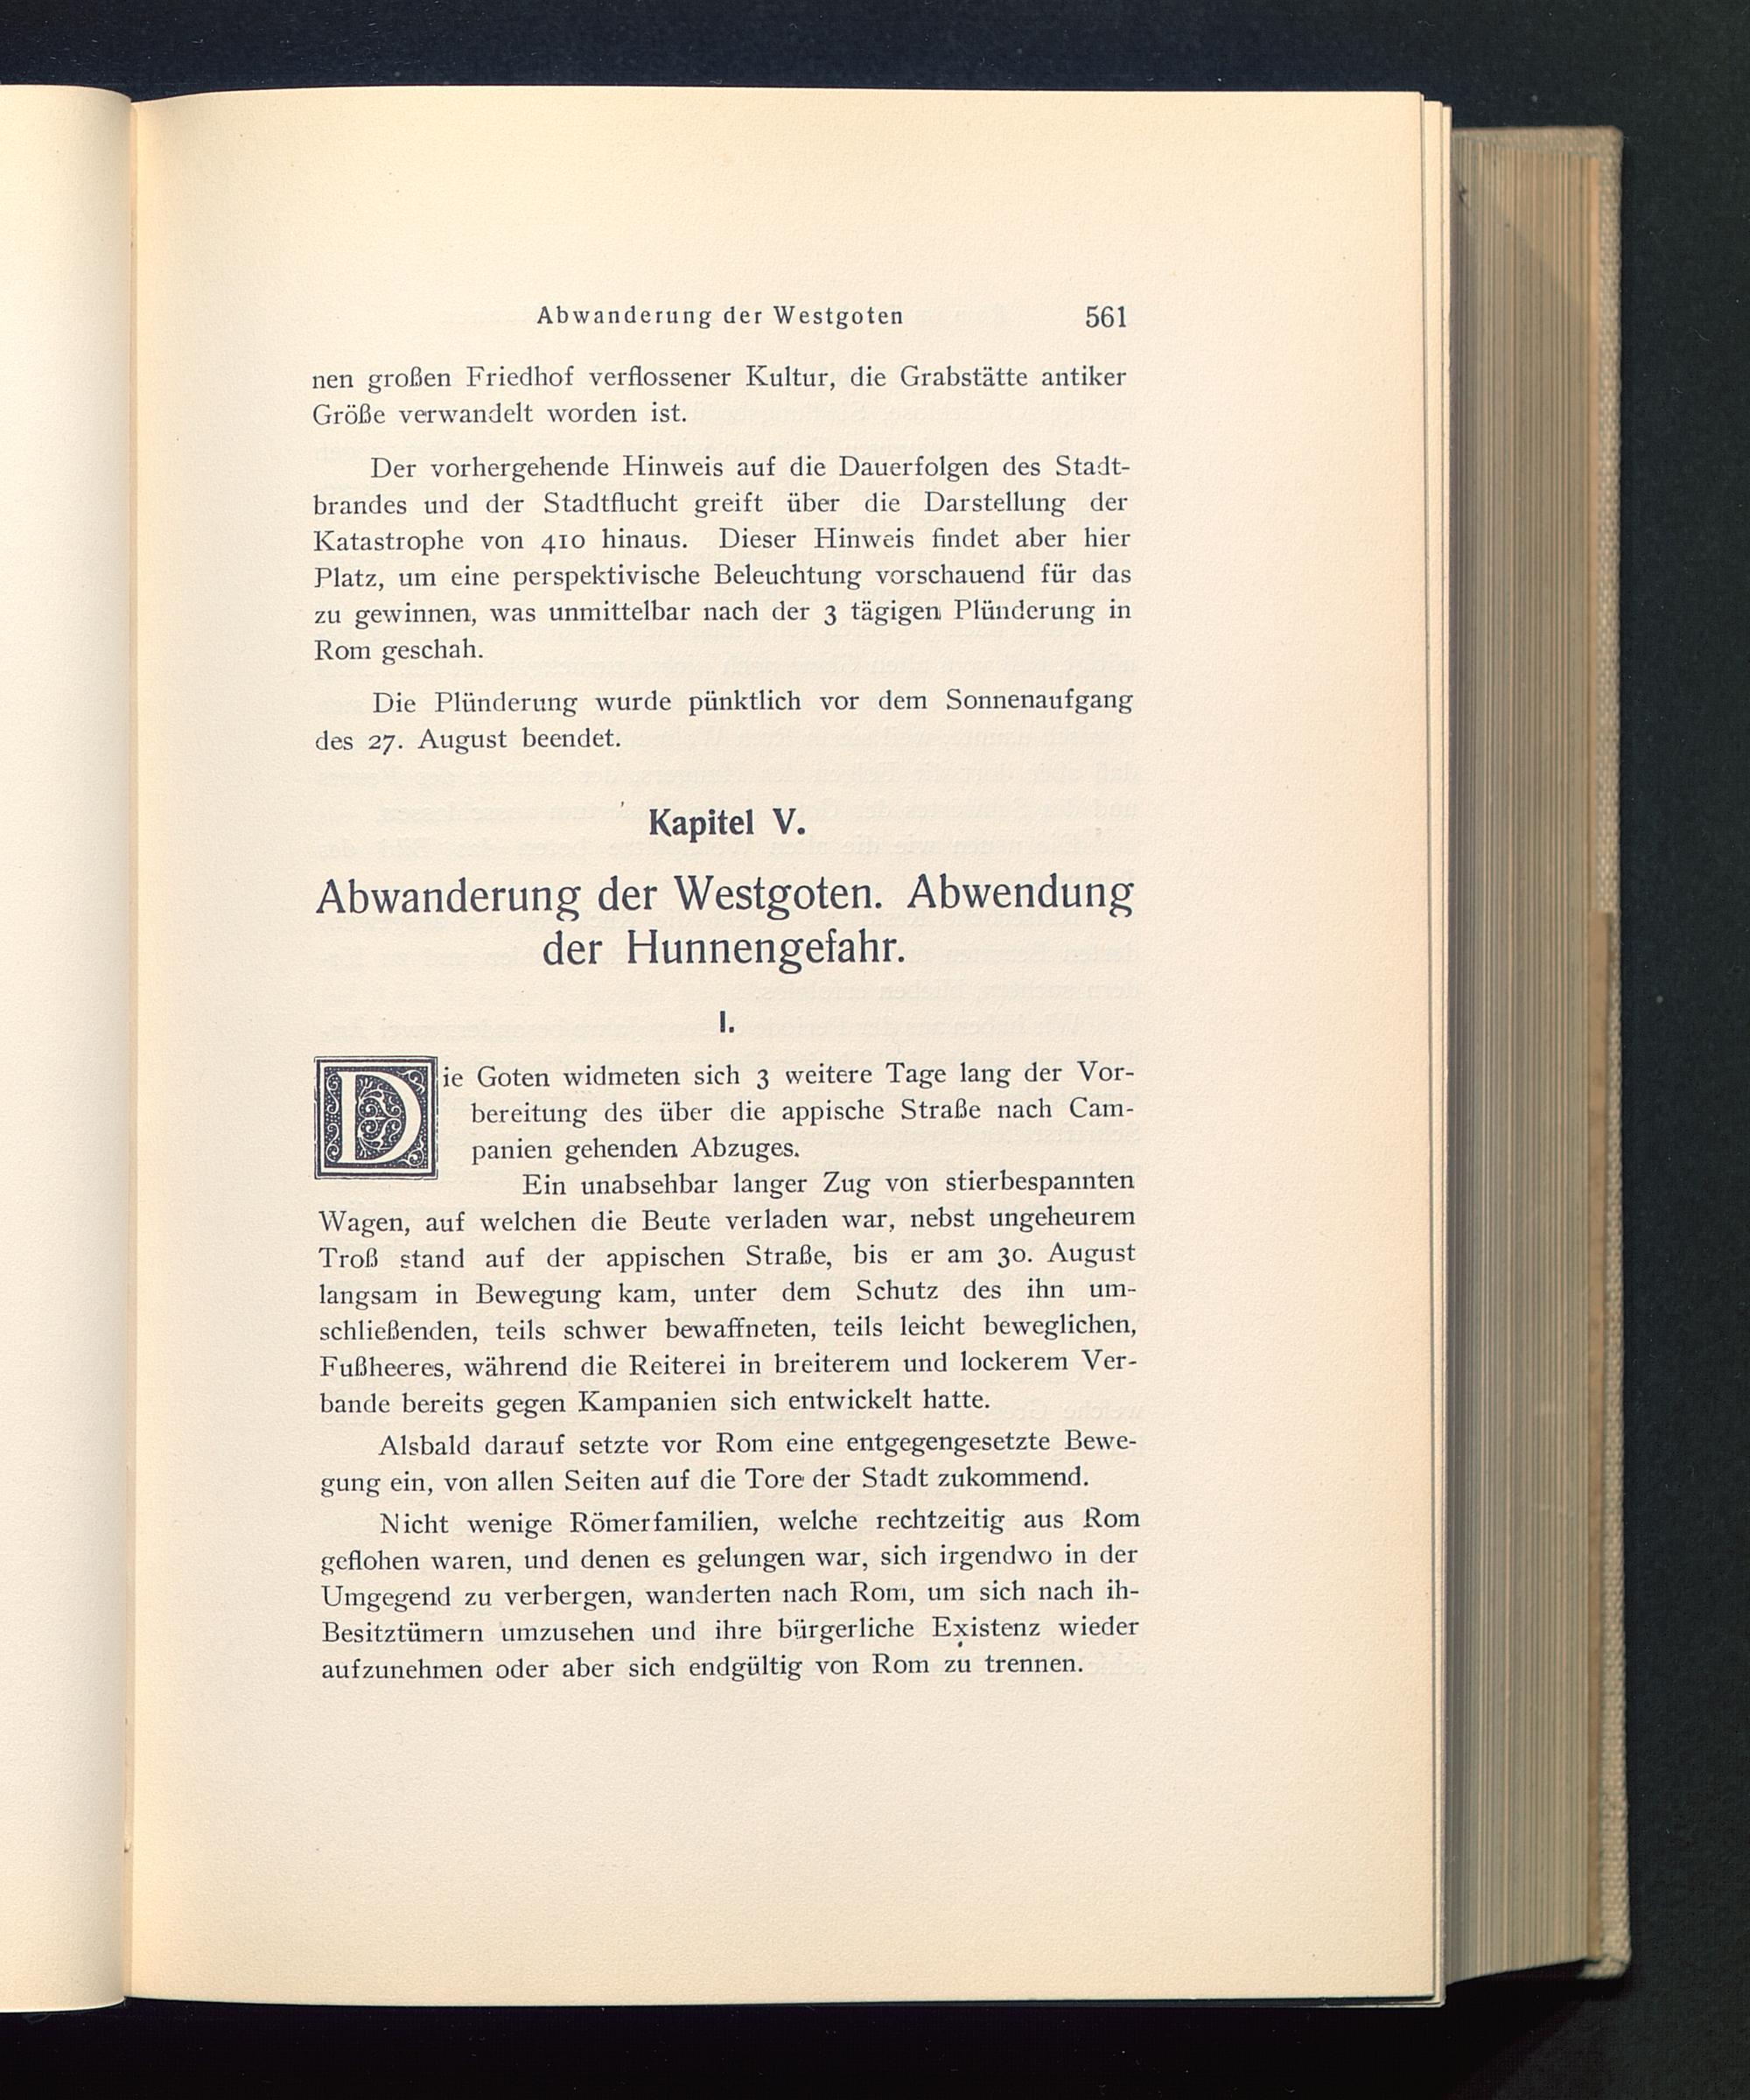 Abwanderung der Westgoten 561
nen großen Friedhof verflossener Kultur, die Grabstätte antiker
Größe verwandelt worden ist.
Der vorhergehende Hinweis auf die Dauerfolgen des Stadt-
brandes und der Stadtflucht greift über die Darstellung der
Katastrophe von 410 hinaus. Dieser Hinweis findet aber hier
Platz, um eine perspektivische Beleuchtung vorschauend für das
zu gewinnen, was unmittelbar nach der 3 tägigen Plünderung in
Rom geschah.
Die Plünderung wurde pünktlich vor dem Sonnenaufgang
des 27. August beendet.
Kapitel V.
Abwanderung der Westgoten. Abwendung
der Hunnengefahr.
I.
Die Goten widmeten sich 3 weitere Tage lang der Vor-
bereitung des über die appische Straße nach Cam-
panien gehenden Abzuges.
Ein unabsehbar langer Zug von stierbespannten
Wagen, auf welchen die Beute verladen war, nebst ungeheurem
Troß stand auf der appischen Straße, bis er am 30. August
langsam in Bewegung kam, unter dem Schutz des ihn um-
schließenden, teils schwer bewaffneten, teils leicht beweglichen,
Fußheeres, während die Reiterei in breiterem und lockerem Ver-
bande bereits gegen Kampanien sich entwickelt hatte.
Alsbald darauf setzte vor Rom eine entgegengesetzte Bewe-
gung ein, von allen Seiten auf die Tore der Stadt zukommend.
Nicht wenige Römerfamilien, welche rechtzeitig aus Rom
geflohen waren, und denen es gelungen war, sich irgendwo in der
Umgegend zu verbergen, wanderten nach Rom, um sich nach ih-
Besitztümern umzusehen und ihre bürgerliche Existenz wieder
aufzunehmen oder aber sich endgültig von Rom zu trennen.